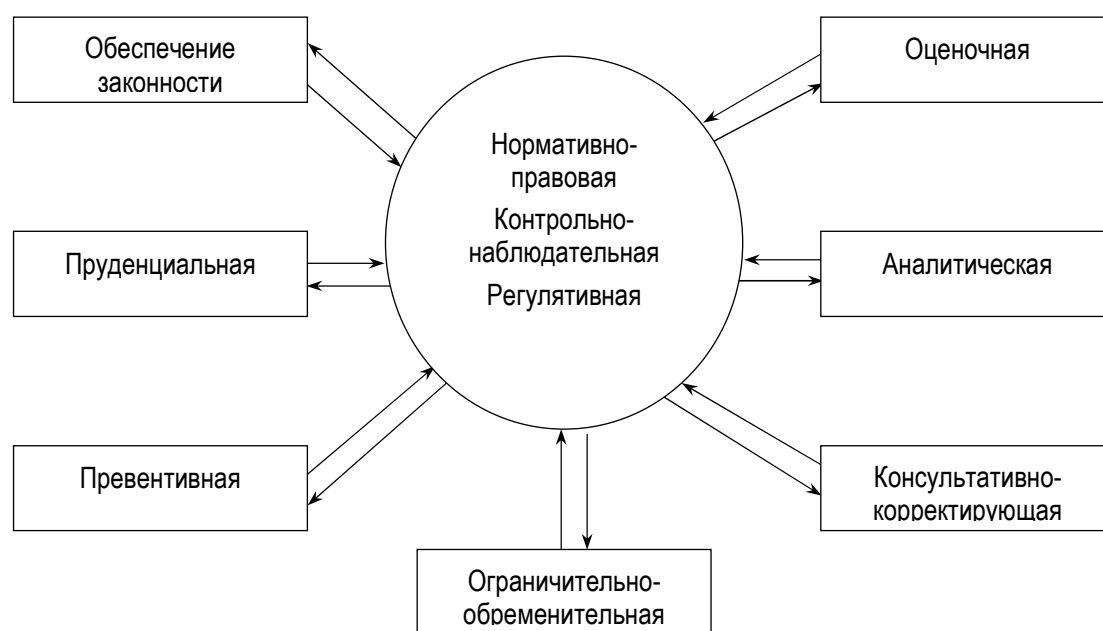 Обеспечение
законности
Оценочная
Нормативно-
правовая
Контрольно-
наблюдательная
Регулятивная
Пруденциальная
Аналитическая
Превентивная
Консультативно-
корректирующая
Ограничительно-
обременительная